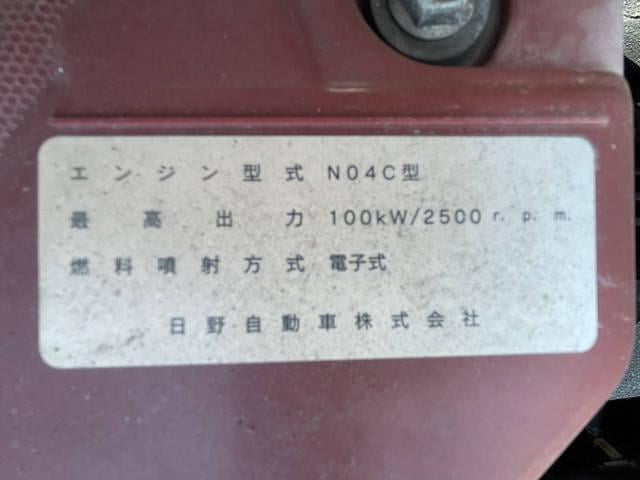 エンジン型式 N04C型
最高出力 100kW/2500 r. p. m.
燃料噴射方式 電子式
日野自動車株式会社